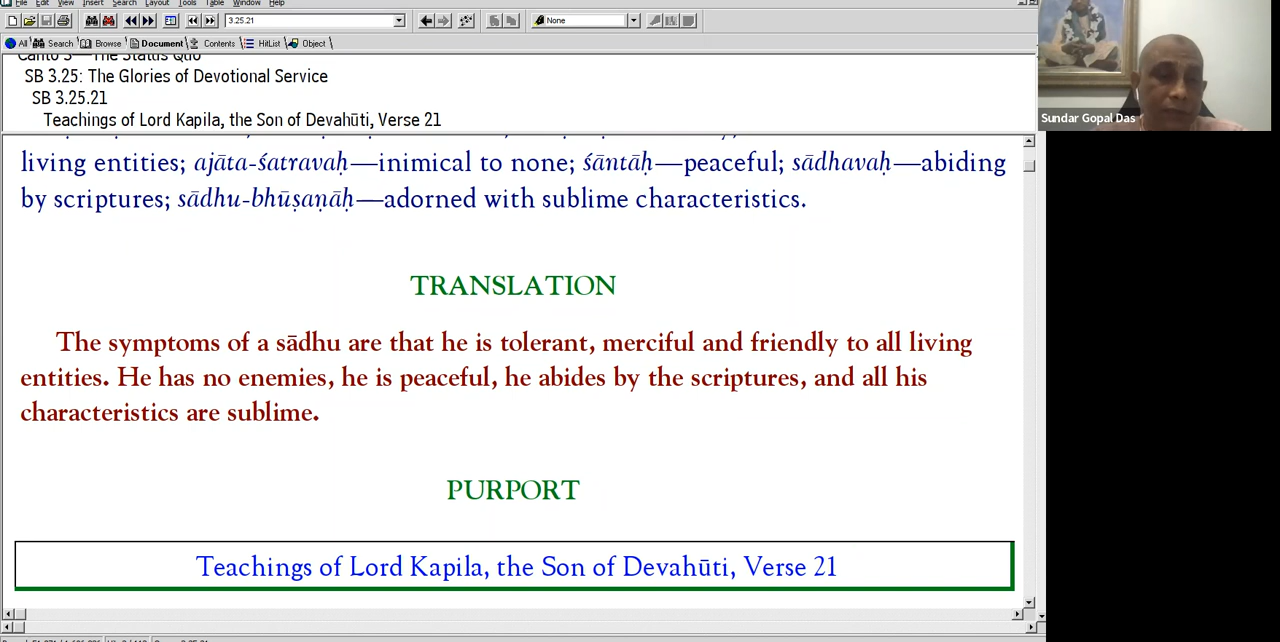 File Edit View Insert Search Layout Tools Table Window Help
3.25.21 None
All Search Browse Document Contents HitList Object
Canto 3—The Status Quo
SB 3.25: The Glories of Devotional Service
SB 3.25.21
Teachings of Lord Kapila, the Son of Devahūti, Verse 21
living entities; ajāta-śatravaḥ—inimical to none; śāntāḥ—peaceful; sādhavaḥ—abiding
by scriptures; sādhu-bhūṣaṇāḥ—adorned with sublime characteristics.
TRANSLATION
The symptoms of a sādhu are that he is tolerant, merciful and friendly to all living
entities. He has no enemies, he is peaceful, he abides by the scriptures, and all his
characteristics are sublime.
PURPORT
Teachings of Lord Kapila, the Son of Devahūti, Verse 21
Sundar Gopal Das